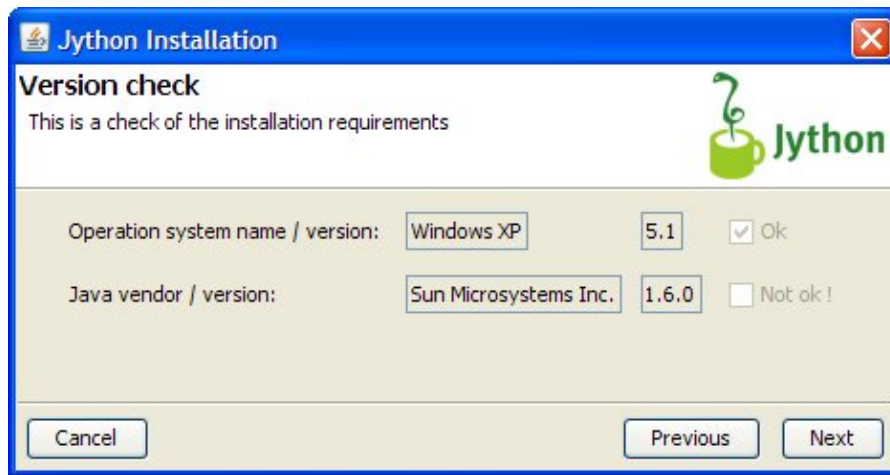 Jython Installation
Version check
This is a check of the installation requirements
Jython
Operation system name / version: Windows XP 5.1 Ok
Java vendor / version: Sun Microsystems Inc. 1.6.0 Not ok !
Cancel Previous Next